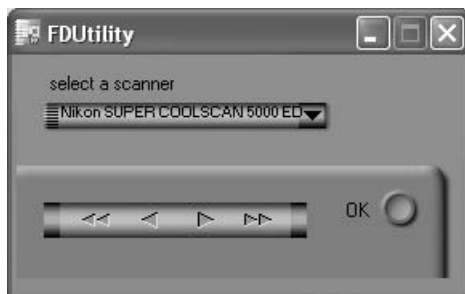 FDUtility
select a scanner
Nikon SUPER COOLSCAN 5000 ED
OK